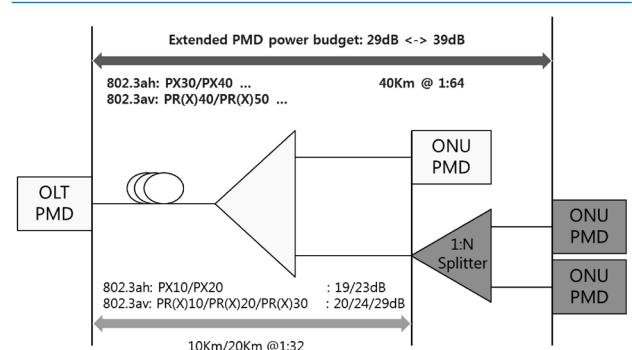 Extended PMD power budget: 29dB <-> 39dB
802.3ah: PX30/PX40 ... 40Km @ 1:64
802.3av: PR(X)40/PR(X)50 ...
ONU
PMD
OLT
PMD
ONU
PMD
1:N
Splitter
ONU
PMD
802.3ah: PX10/PX20 : 19/23dB
802.3av: PR(X)10/PR(X)20/PR(X)30 : 20/24/29dB
10Km/20Km @1:32